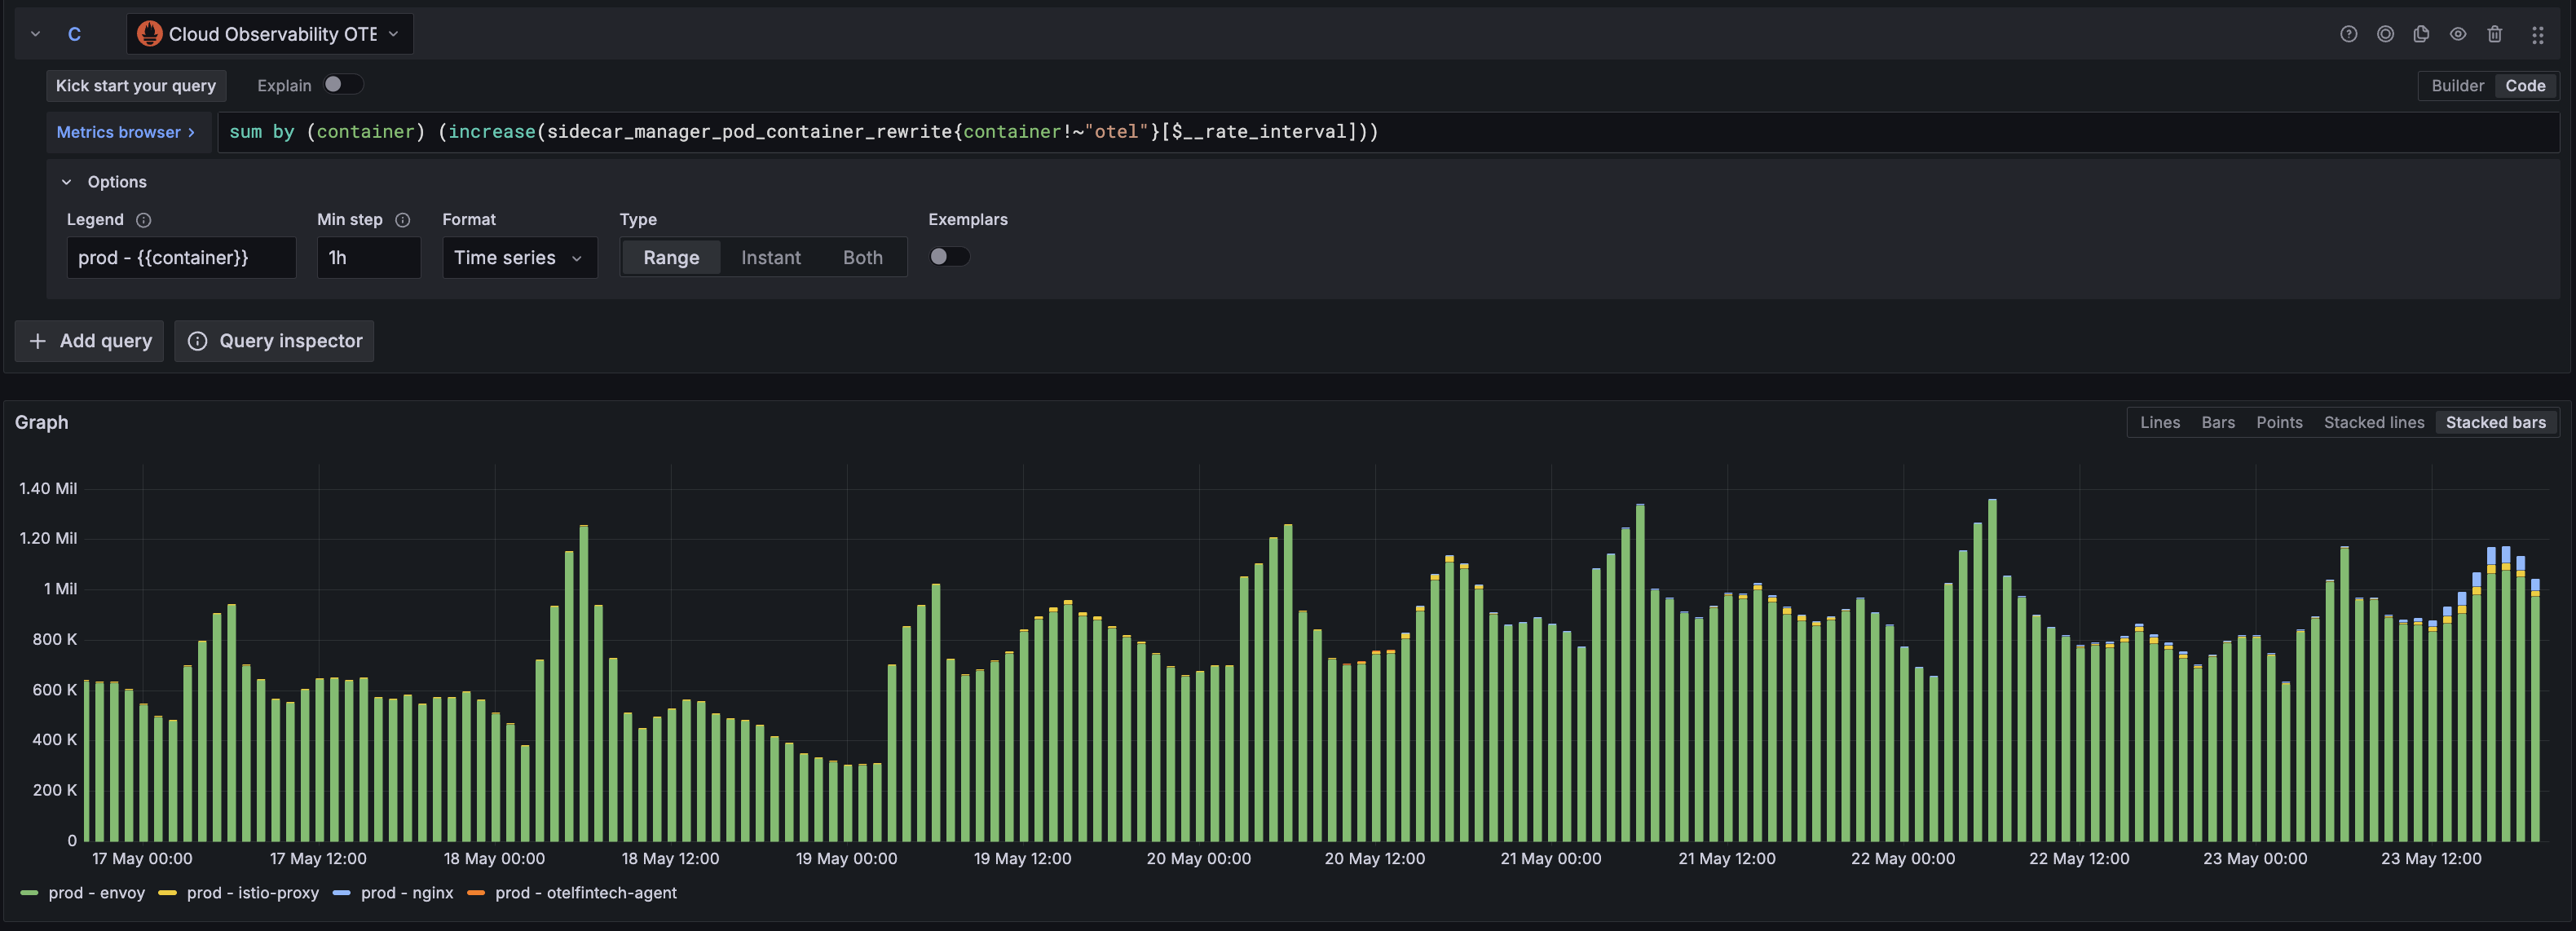 C Cloud Observability OTE
Kick start your query Explain Builder Code
Metrics browser > sum by (container) (increase(sidecar_manager_pod_container_rewrite{container!~"otel"}[$__rate_interval]))
Options
Legend Min step Format Type Exemplars
prod - {{container}} 1h Time series Range Instant Both
+ Add query Query inspector
Graph Lines Bars Points Stacked lines Stacked bars
1.40 Mil
1.20 Mil
1 Mil
800 K
600 K
400 K
200 K
0
17 May 00:00 17 May 12:00 18 May 00:00 18 May 12:00 19 May 00:00 19 May 12:00 20 May 00:00 20 May 12:00 21 May 00:00 21 May 12:00 22 May 00:00 22 May 12:00 23 May 00:00 23 May 12:00
prod - envoy prod - istio-proxy prod - nginx prod - otelfintech-agent